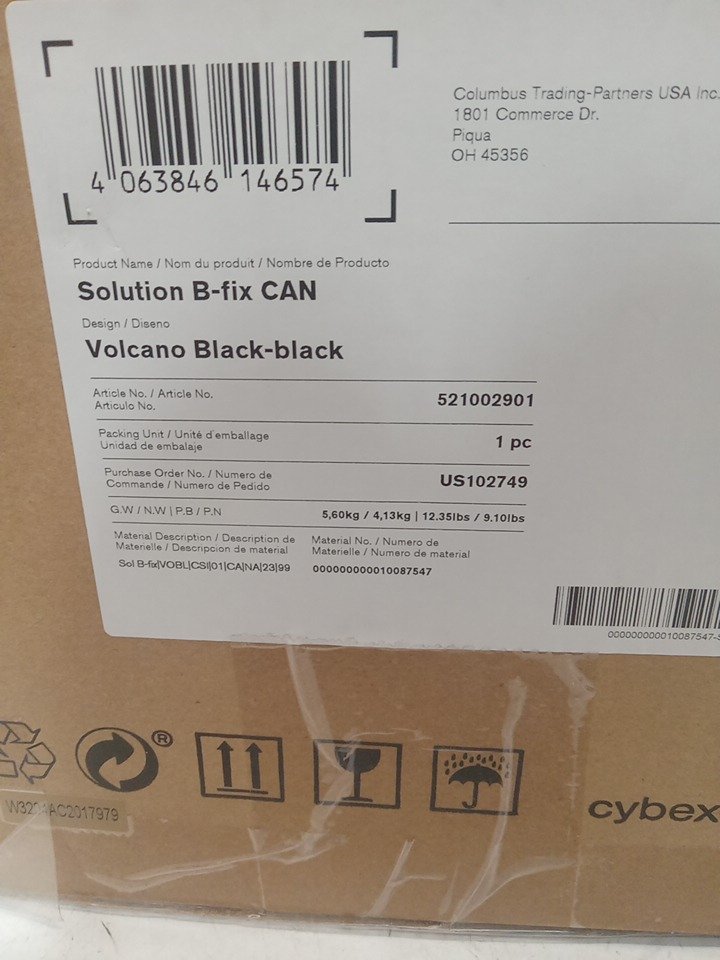 4 063846 146574
Columbus Trading-Partners USA Inc.
1801 Commerce Dr.
Piqua
OH 45356
Product Name / Nom du produit / Nombre de Producto
Solution B-fix CAN
Design / Diseno
Volcano Black-black
Article No. / Article No.
Articulo No.
521002901
Packing Unit / Unité d'emballage
Unidad de embalaje
1 pc
Purchase Order No. / Numero de
Commande / Numero de Pedido
US102749
G.W / N.W | P.B / P.N
5,60kg / 4,13kg | 12.35lbs / 9.10lbs
Material Description / Description de
Materielle / Descripcion de material
Sol B-fix|VOBL|CSI|01|CA|NA|23|99
Material No. / Numero de
Materielle / Numero de material
000000000010087547
000000000010087547-S
®
cybex